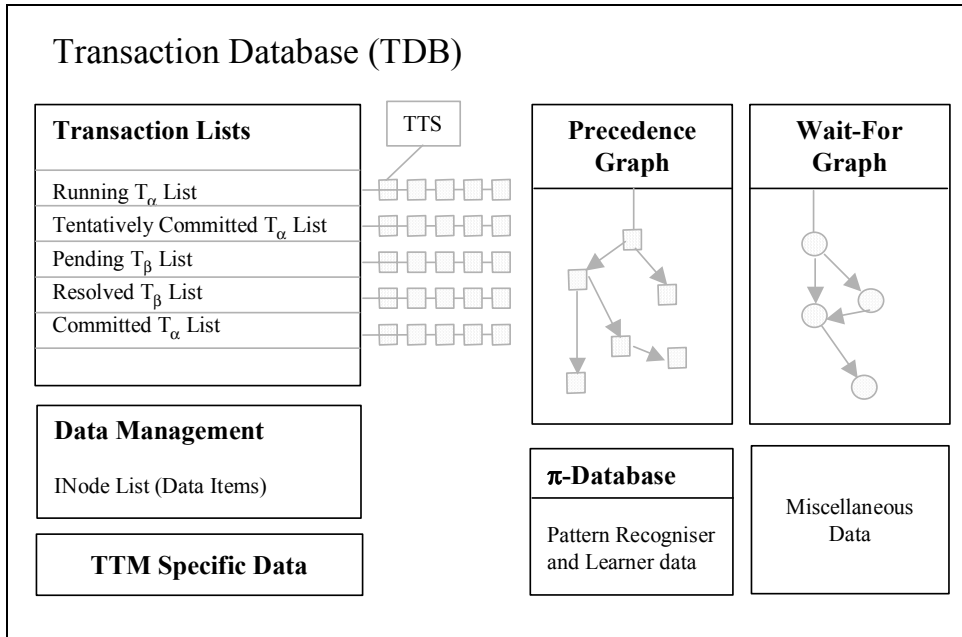 Transaction Database (TDB)
Transaction Lists
Running Tα List
Tentatively Committed Tα List
Pending Tβ List
Resolved Tβ List
Committed Tα List
TTS
Precedence
Graph
Wait-For
Graph
Data Management
INode List (Data Items)
TTM Specific Data
π-Database
Pattern Recogniser
and Learner data
Miscellaneous
Data